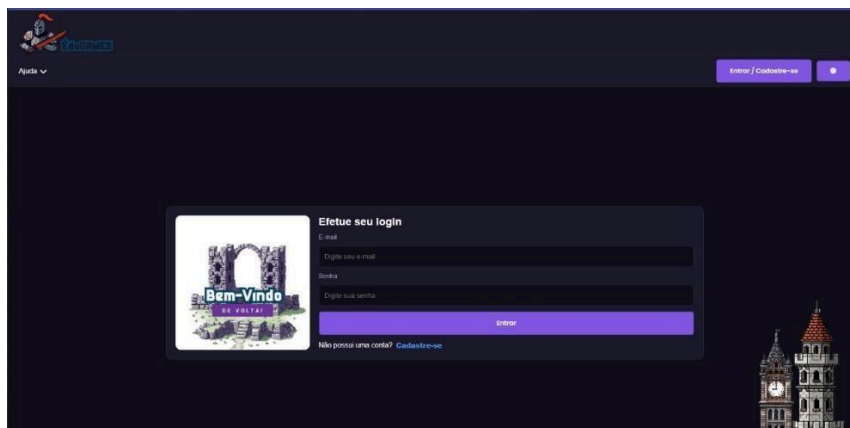 ÉduGAMES
Ajuda
Entrar / Cadastre-se
Efetue seu login
E-mail
Digite seu e-mail
Senha
Digite sua senha
Entrar
Não possui uma conta? Cadastre-se
Bem-Vindo
DE VOLTA!